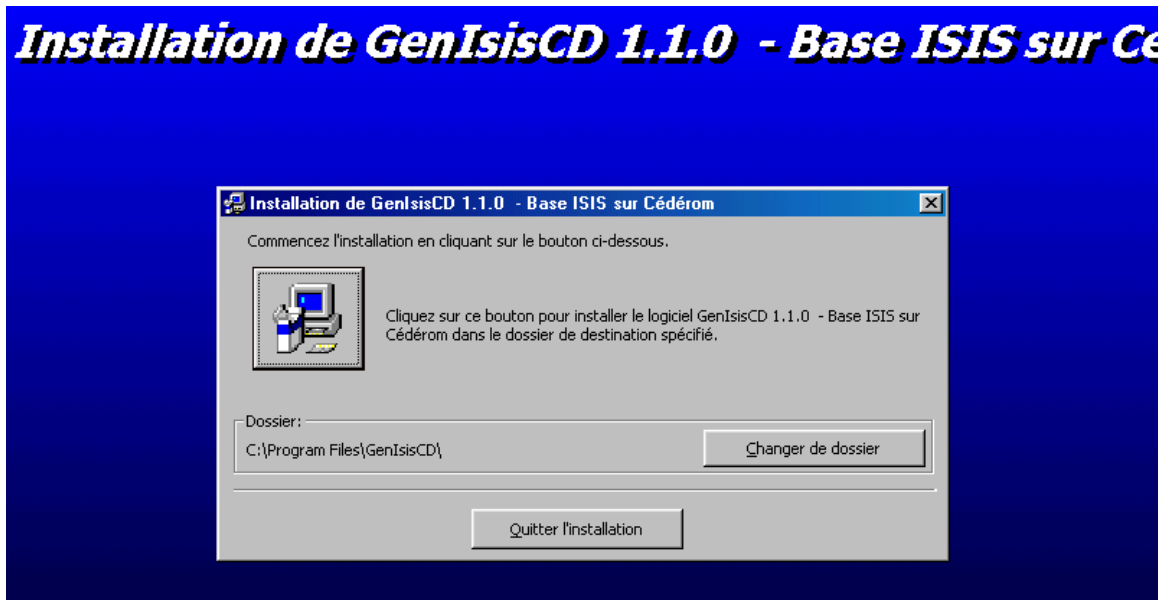 Installation de GenIsisCD 1.1.0 - Base ISIS sur Cé
Installation de GenIsisCD 1.1.0 - Base ISIS sur Cédérom
Commencez l'installation en cliquant sur le bouton ci-dessous.
Cliquez sur ce bouton pour installer le logiciel GenIsisCD 1.1.0 - Base ISIS sur
Cédérom dans le dossier de destination spécifié.
Dossier:
C:\Program Files\GenIsisCD\
Changer de dossier
Quitter l'installation